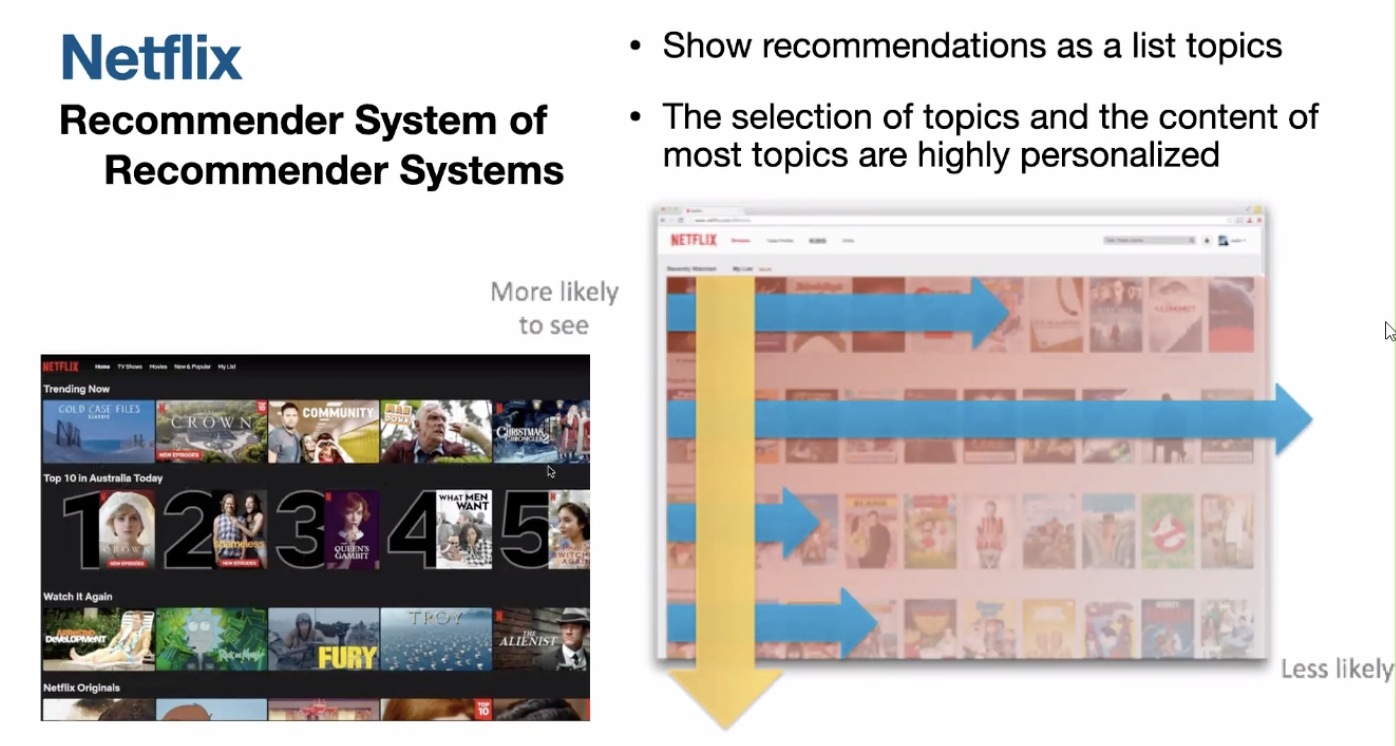 Netflix
Recommender System of
Recommender Systems
• Show recommendations as a list topics
• The selection of topics and the content of
most topics are highly personalized
More likely
to see
NETFLIX Home TV Shows Movies New & Popular My List
Trending Now
COLD CASE FILES
CLASSIC
THE
CROWN
NEW EPISODES
COMMUNITY
CHRISTMAS
CHRONICLES 2
Top 10 in Australia Today
1 2 3 4 5
CROWN
NEW EPISODES
shameless
NEW EPISODES
QUEEN'S
GAMBIT
WHAT MEN
WANT
Watch It Again
ARRESTED
DEVELOPMENT
Rick and Morty
FURY
TROY
THE
ALIENIST
Netflix Originals
TOP
10
NETFLIX
Recently Watched My List
SUMMIT
Less likely